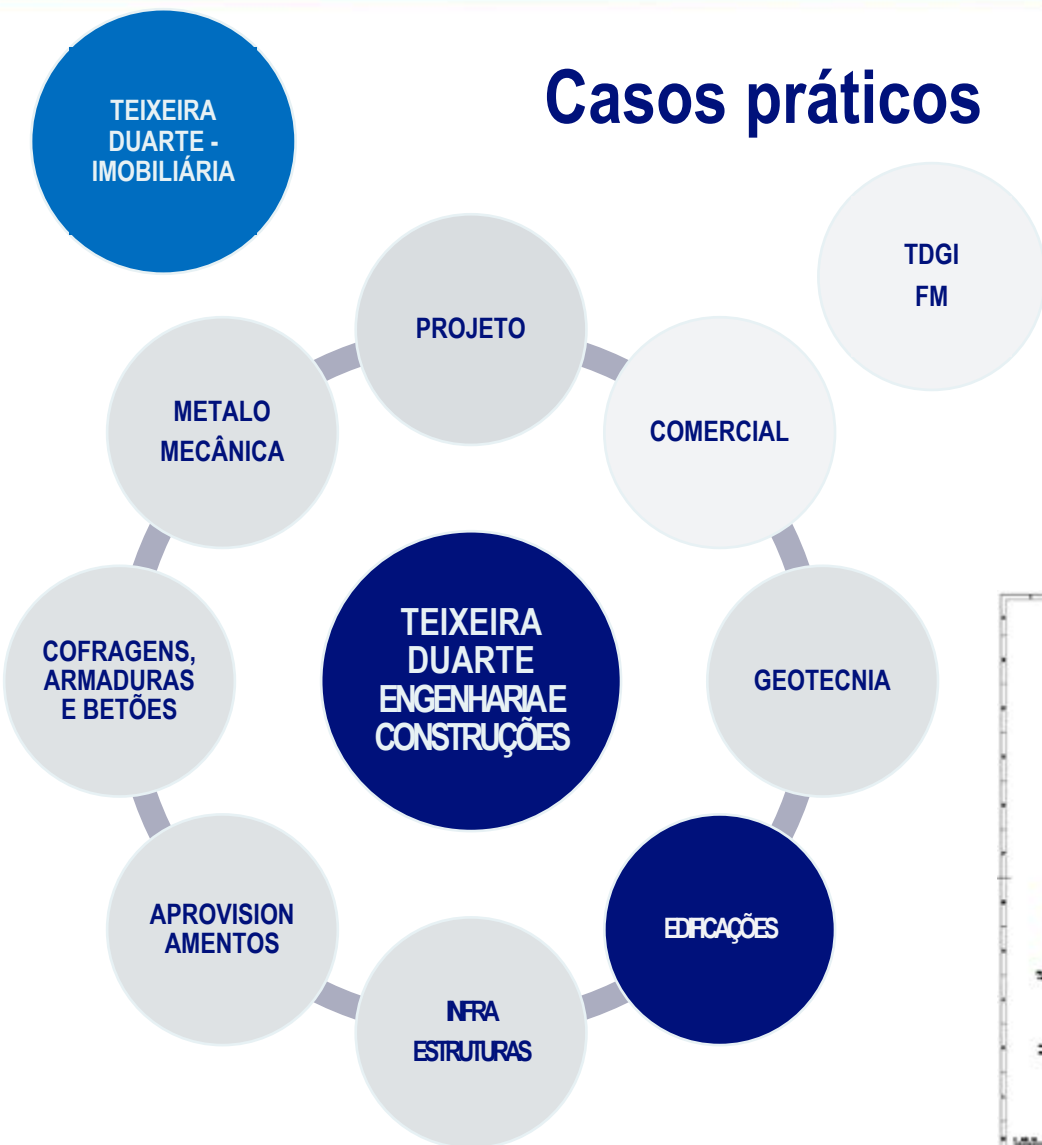 Casos práticos
TEIXEIRA
DUARTE -
IMOBILIÁRIA
TDGI
FM
PROJETO
METALO
MECÂNICA
COMERCIAL
COFRAGENS,
ARMADURAS
E BETÕES
TEIXEIRA
DUARTE
ENGENHARIA E
CONSTRUÇÕES
GEOTECNIA
APROVISION
AMENTOS
EDIFICAÇÕES
INFRA
ESTRUTURAS